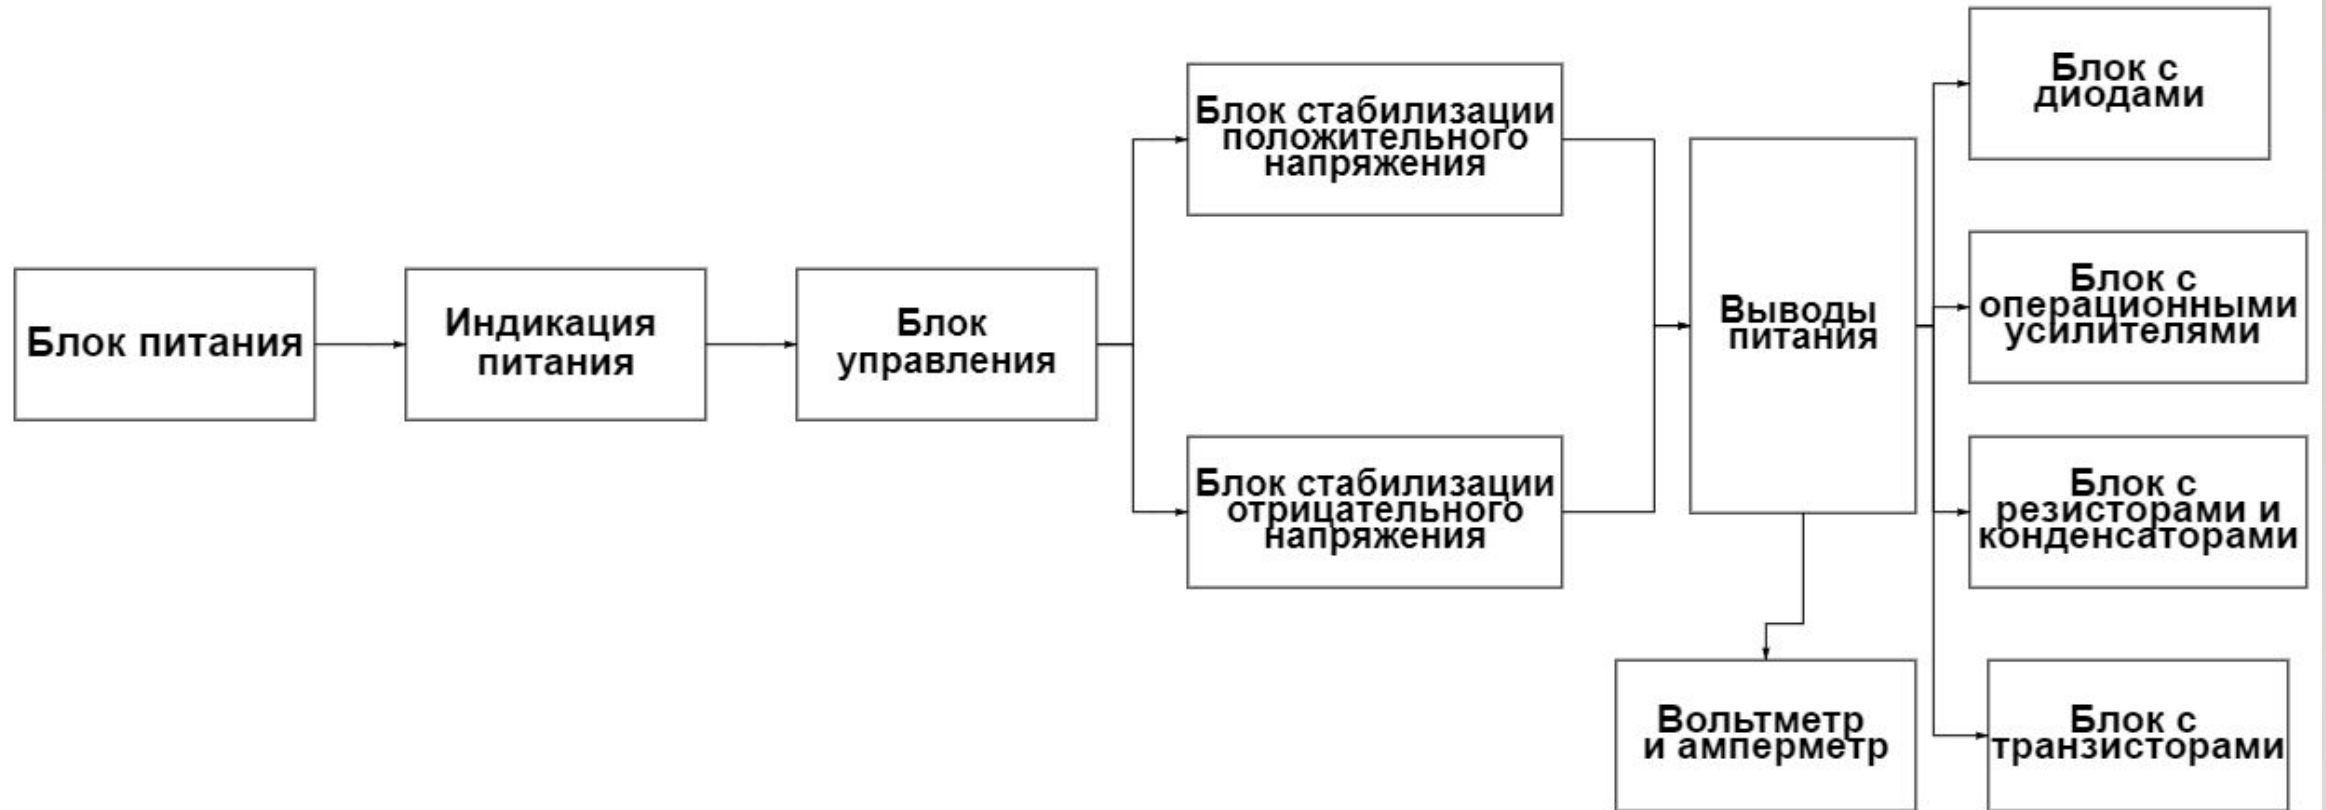 Блок питания
Индикация
питания
Блок
управления
Блок стабилизации
положительного
напряжения
Блок стабилизации
отрицательного
напряжения
Выводы
питания
Вольтметр
и амперметр
Блок с
диодами
Блок с
операционными
усилителями
Блок с
резисторами и
конденсаторами
Блок с
транзисторами